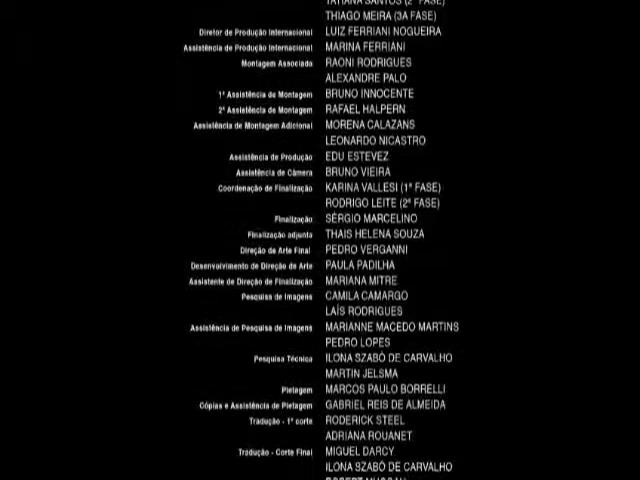 TATIANA SANTOS (2ª FASE)
THIAGO MEIRA (3A FASE)
Diretor de Produção Internacional LUIZ FERRIANI NOGUEIRA
Assistência de Produção Internacional MARINA FERRIANI
Montagem Associada RAONI RODRIGUES
ALEXANDRE PALO
1ª Assistência de Montagem BRUNO INNOCENTE
2ª Assistência de Montagem RAFAEL HALPERN
Assistência de Montagem Adicional MORENA CALAZANS
LEONARDO NICASTRO
Assistência de Produção EDU ESTEVEZ
Assistência de Câmera BRUNO VIEIRA
Coordenação de Finalização KARINA VALLESI (1ª FASE)
RODRIGO LEITE (2ª FASE)
Finalização SÉRGIO MARCELINO
Finalização adjunta THAIS HELENA SOUZA
Direção de Arte Final PEDRO VERGANNI
Desenvolvimento de Direção de Arte PAULA PADILHA
Assistente de Direção de Finalização MARIANA MITRE
Pesquisa de Imagens CAMILA CAMARGO
LAÍS RODRIGUES
Assistência de Pesquisa de Imagens MARIANNE MACEDO MARTINS
PEDRO LOPES
Pesquisa Técnica ILONA SZABÓ DE CARVALHO
MARTIN JELSMA
Pietagem MARCOS PAULO BORRELLI
Cópias e Assistência de Pietagem GABRIEL REIS DE ALMEIDA
Tradução - 1º corte RODERICK STEEL
ADRIANA ROUANET
Tradução - Corte Final MIGUEL DARCY
ILONA SZABÓ DE CARVALHO